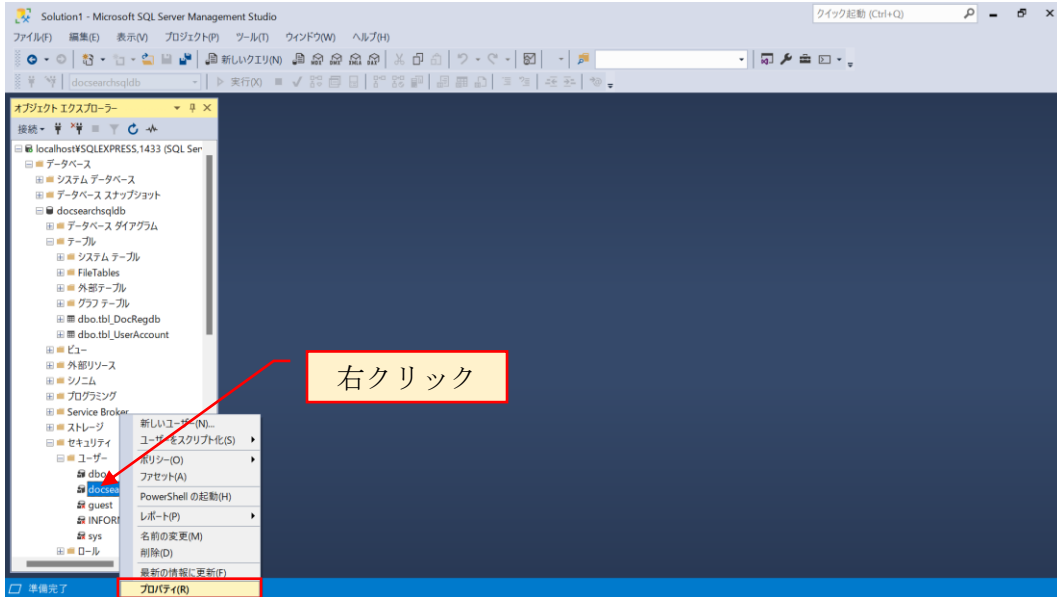 Solution1 - Microsoft SQL Server Management Studio
クイック起動 (Ctrl+Q)
ファイル(F) 編集(E) 表示(V) プロジェクト(P) ツール(T) ウィンドウ(W) ヘルプ(H)
新しいクエリ(N)
docsearchsqldb
実行(X)
オブジェクト エクスプローラー
接続
localhost¥SQLEXPRESS,1433 (SQL Ser
データベース
システム データベース
データベース スナップショット
docsearchsqldb
データベース ダイアグラム
テーブル
システム テーブル
FileTables
外部テーブル
グラフ テーブル
dbo.tbl_DocRegdb
dbo.tbl_UserAccount
ビュー
外部リソース
シノニム
プログラミング
Service Broker
ストレージ
セキュリティ
ユーザー
dbo
docsea
guest
INFORM
sys
ロール
右クリック
新しいユーザー(N)...
ユーザーをスクリプト化(S)
ポリシー(O)
ファセット(A)
PowerShell の起動(H)
レポート(P)
名前の変更(M)
削除(D)
最新の情報に更新(F)
プロパティ(R)
準備完了